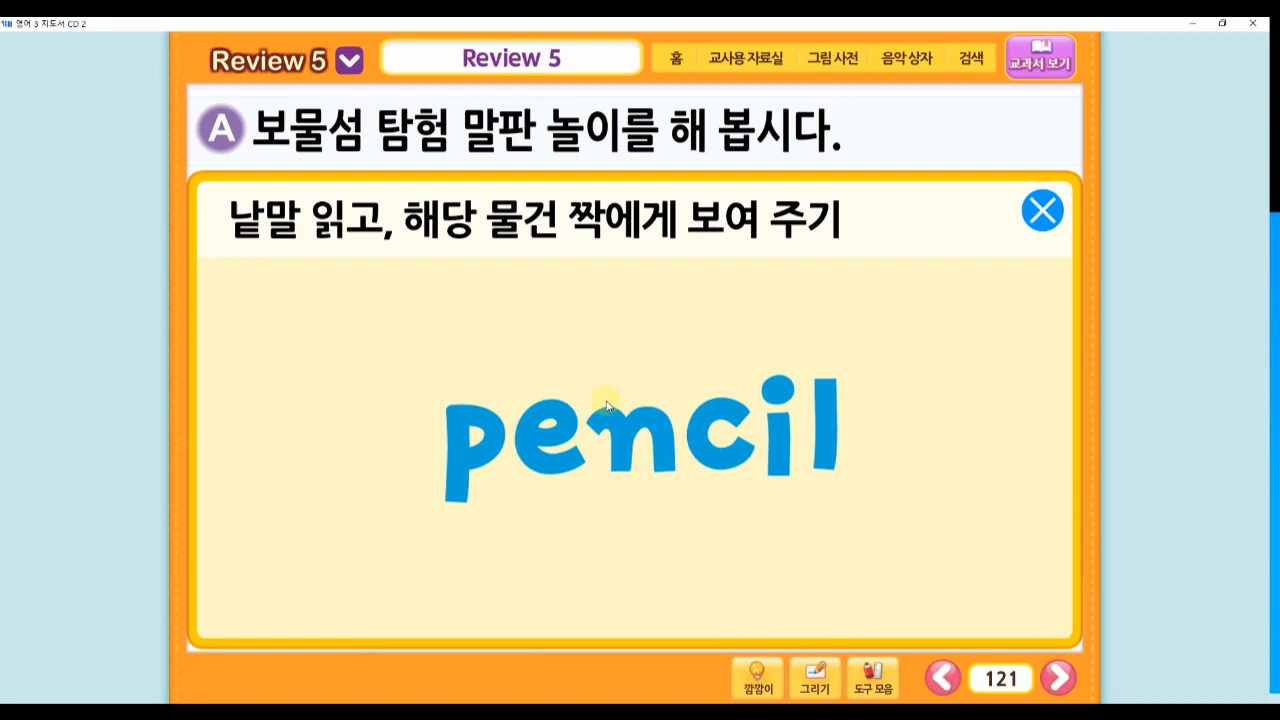 영어 3 지도서 CD 2
Review 5
Review 5
홈 교사용 자료실 그림 사전 음악 상자 검색
교과서 보기
A 보물섬 탐험 말판 놀이를 해 봅시다.
낱말 읽고, 해당 물건 짝에게 보여 주기
pencil
깜깜이 그리기 도구 모음
121